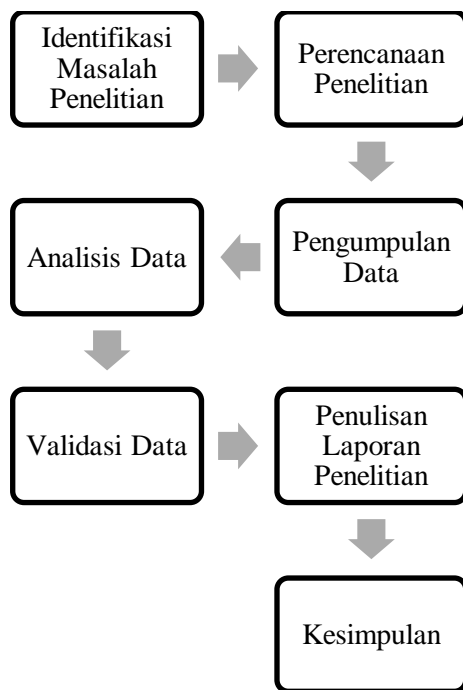 Identifikasi
Masalah
Penelitian
Perencanaan
Penelitian
Pengumpulan
Data
Analisis Data
Validasi Data
Penulisan
Laporan
Penelitian
Kesimpulan